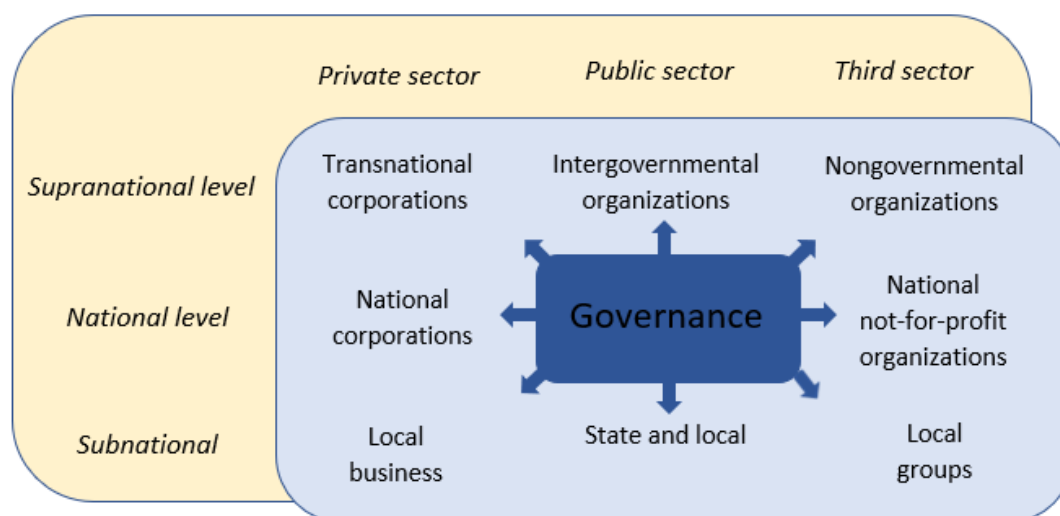 Private sector
Public sector
Third sector
Supranational level
Transnational
corporations
Intergovernmental
organizations
Nongovernmental
organizations
National level
National
corporations
Governance
National
not-for-profit
organizations
Subnational
Local
business
State and local
Local
groups